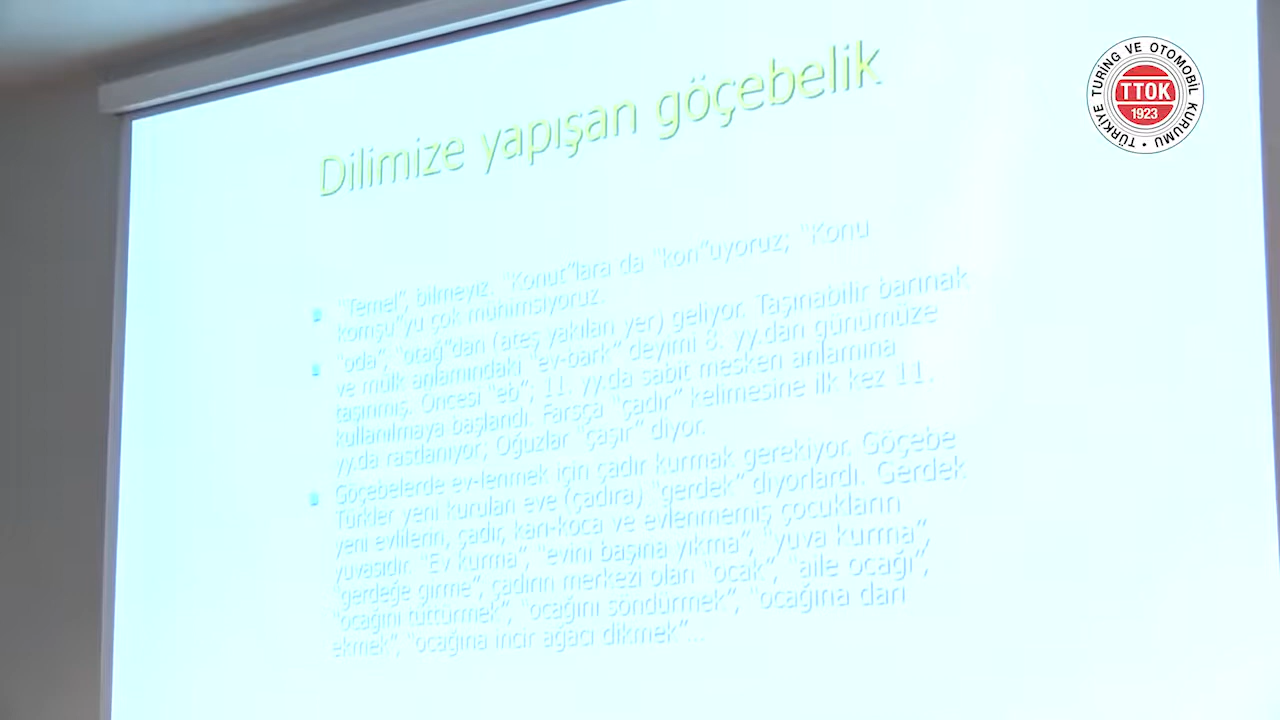 Dilimize yapışan göçebelik
"Temel", bilmeyiz. "Konut"lara da "kon"uyoruz; "Konu
komşu"yu çok mühimsiyoruz.
"oda", "ocağ"dan (ateş yakılan yer) geliyor. Taşınabilir barınak
ve mülk anlamındaki "ev-bark" deyimi 8. yy.dan günümüze
taşınmış. Öncesi "eb"; 11. yy.da sabit mesken anlamına
kullanılmaya başlandı. Farsça "çadır" kelimesine ilk kez 11.
yy.da rastlanıyor; Oğuzlar "çaşır" diyor.
Göçebelerde ev-lenmek için çadır kurmak gerekiyor. Göçebe
Türkler yeni kurulan eve (çadıra) "gerdek" diyorlardı. Gerdek
yeni evlilerin, çadır, karı-koca ve evlenmemiş çocukların
yuvasıdır. "Ev kurma", "evini başına yıkma", "yuva kurma",
"gerdeğe girme", çadırın merkezi olan "ocak", "aile ocağı",
"ocağını tüttürmek", "ocağını söndürmek", "ocağına darı
ekmek", "ocağına incir ağacı dikmek"...
TÜRKİYE TURİNG VE OTOMOBİL KURUMU
TTOK
1923